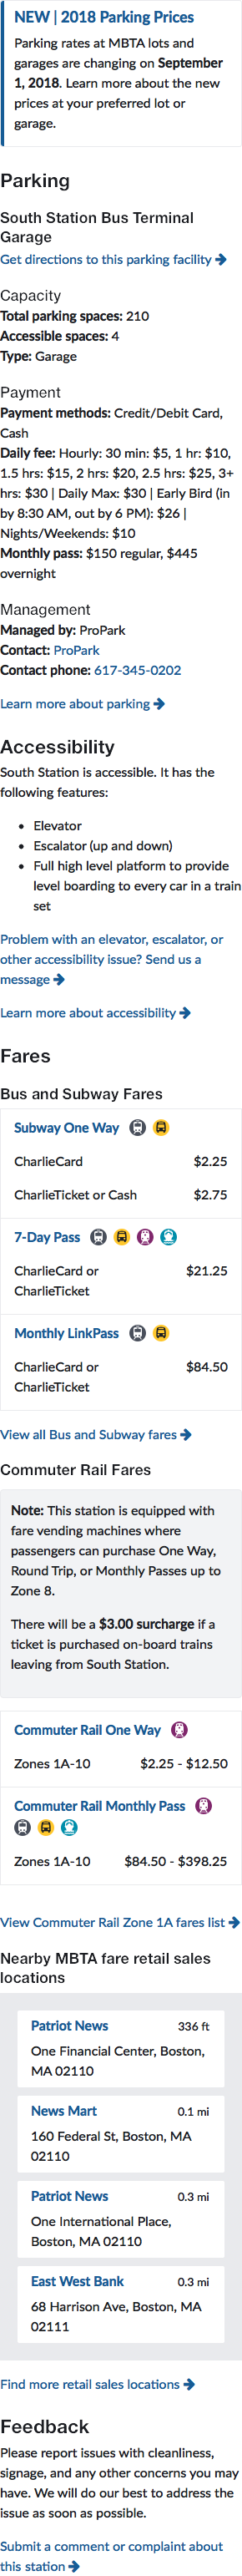 NEW | 2018 Parking Prices
Parking rates at MBTA lots and
garages are changing on September
1, 2018. Learn more about the new
prices at your preferred lot or
garage.
Parking
South Station Bus Terminal
Garage
Get directions to this parking facility
Capacity
Total parking spaces: 210
Accessible spaces: 4
Type: Garage
Payment
Payment methods: Credit/Debit Card,
Cash
Daily fee: Hourly: 30 min: $5, 1 hr: $10,
1.5 hrs: $15, 2 hrs: $20, 2.5 hrs: $25, 3+
hrs: $30 | Daily Max: $30 | Early Bird (in
by 8:30 AM, out by 6 PM): $26 |
Nights/Weekends: $10
Monthly pass: $150 regular, $445
overnight
Management
Managed by: ProPark
Contact: ProPark
Contact phone: 617-345-0202
Learn more about parking
Accessibility
South Station is accessible. It has the
following features:
• Elevator
• Escalator (up and down)
• Full high level platform to provide
level boarding to every car in a train
set
Problem with an elevator, escalator, or
other accessibility issue? Send us a
message
Learn more about accessibility
Fares
Bus and Subway Fares
Subway One Way
CharlieCard $2.25
CharlieTicket or Cash $2.75
7-Day Pass
CharlieCard or $21.25
CharlieTicket
Monthly LinkPass
CharlieCard or $84.50
CharlieTicket
View all Bus and Subway fares
Commuter Rail Fares
Note: This station is equipped with
fare vending machines where
passengers can purchase One Way,
Round Trip, or Monthly Passes up to
Zone 8.
There will be a $3.00 surcharge if a
ticket is purchased on-board trains
leaving from South Station.
Commuter Rail One Way
Zones 1A-10 $2.25 - $12.50
Commuter Rail Monthly Pass
Zones 1A-10 $84.50 - $398.25
View Commuter Rail Zone 1A fares list
Nearby MBTA fare retail sales
locations
Patriot News 336 ft
One Financial Center, Boston,
MA 02110
News Mart 0.1 mi
160 Federal St, Boston, MA
02110
Patriot News 0.3 mi
One International Place,
Boston, MA 02110
East West Bank 0.3 mi
68 Harrison Ave, Boston, MA
02111
Find more retail sales locations
Feedback
Please report issues with cleanliness,
signage, and any other concerns you may
have. We will do our best to address the
issue as soon as possible.
Submit a comment or complaint about
this station